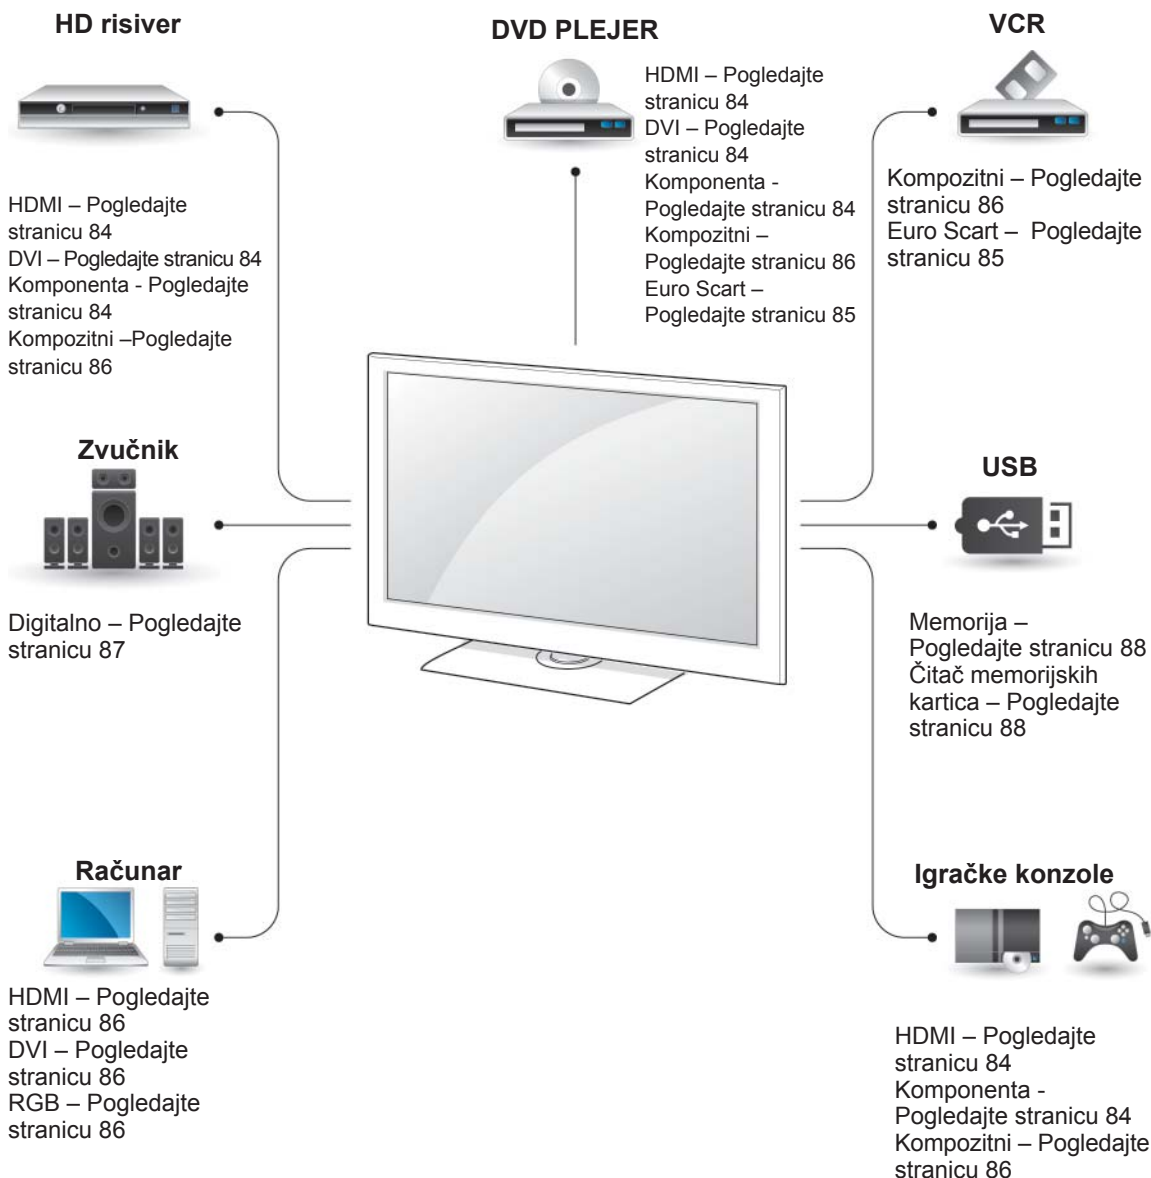 HD risiver
HDMI – Pogledajte
stranicu 84
DVI – Pogledajte stranicu 84
Komponenta - Pogledajte
stranicu 84
Kompozitni –Pogledajte
stranicu 86
DVD PLEJER
HDMI – Pogledajte
stranicu 84
DVI – Pogledajte
stranicu 84
Komponenta -
Pogledajte stranicu 84
Kompozitni –
Pogledajte stranicu 86
Euro Scart –
Pogledajte stranicu 85
VCR
Kompozitni – Pogledajte
stranicu 86
Euro Scart –  Pogledajte
stranicu 85
Zvučnik
Digitalno – Pogledajte
stranicu 87
USB
Memorija –
Pogledajte stranicu 88
Čitač memorijskih
kartica – Pogledajte
stranicu 88
Računar
HDMI – Pogledajte
stranicu 86
DVI – Pogledajte
stranicu 86
RGB – Pogledajte
stranicu 86
Igračke konzole
HDMI – Pogledajte
stranicu 84
Komponenta -
Pogledajte stranicu 84
Kompozitni – Pogledajte
stranicu 86